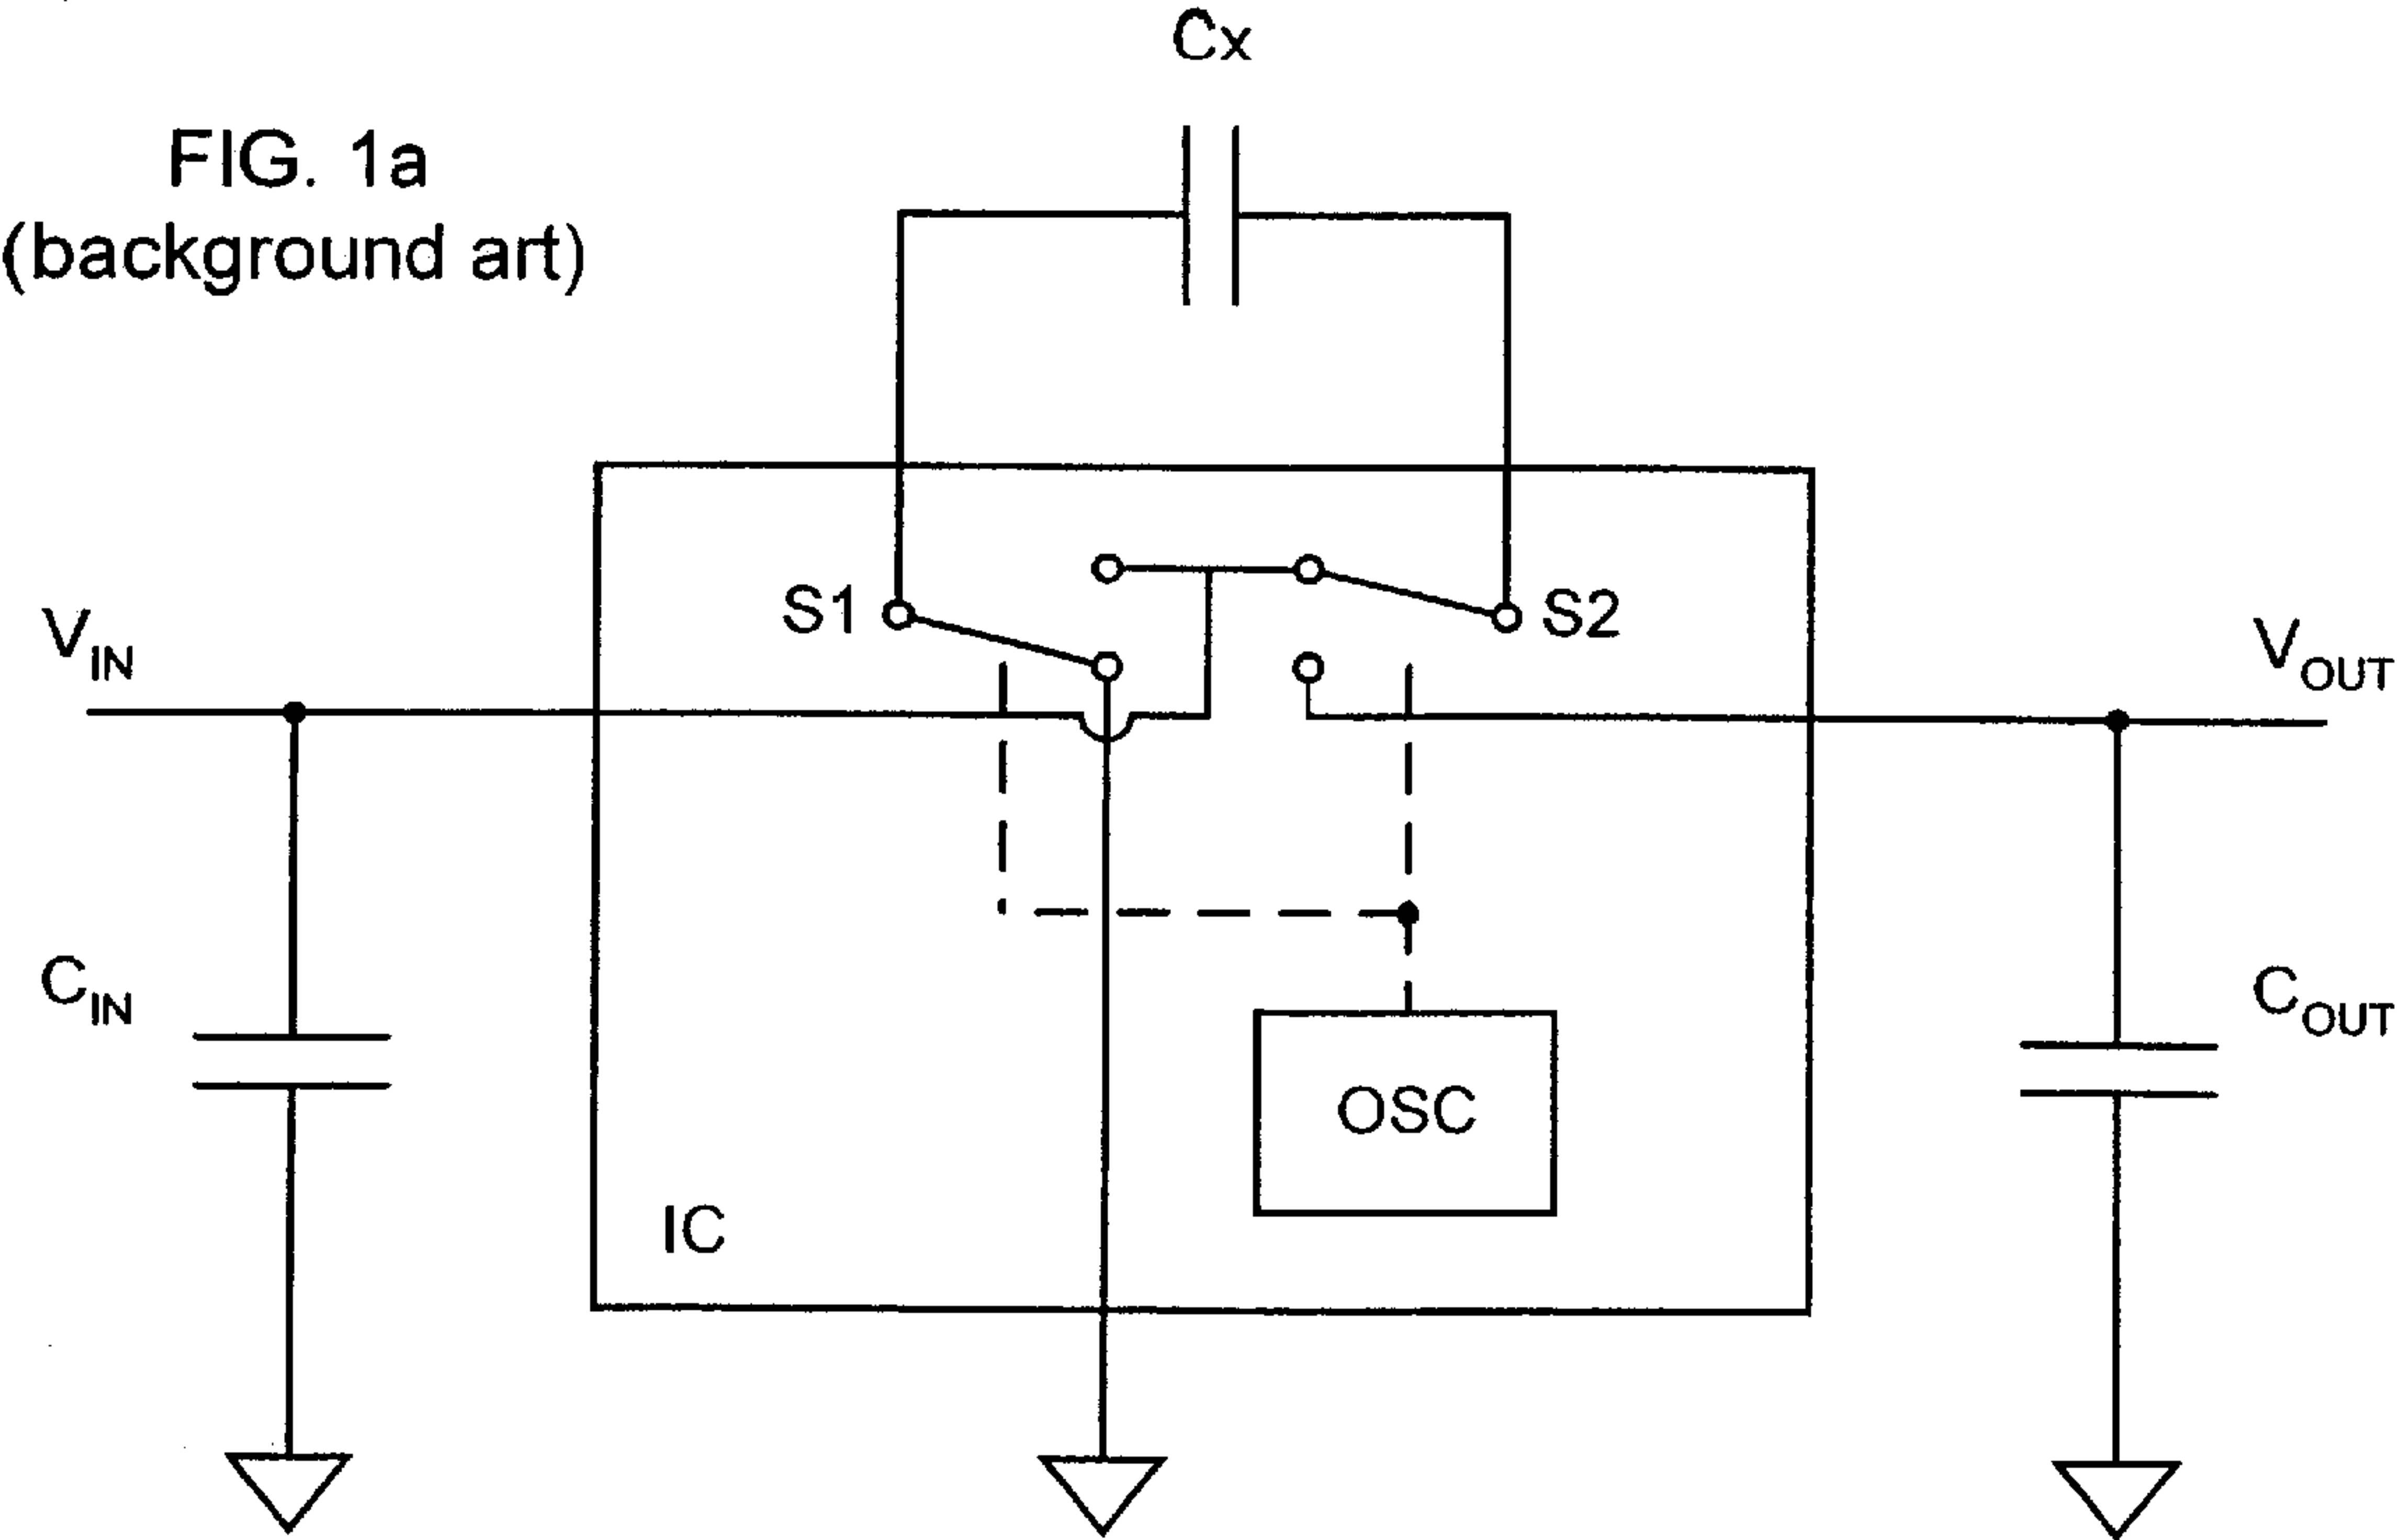 Cx
FIG. 1a
(background art)
S1
S2
VIN
VOUT
CIN
COUT
OSC
IC